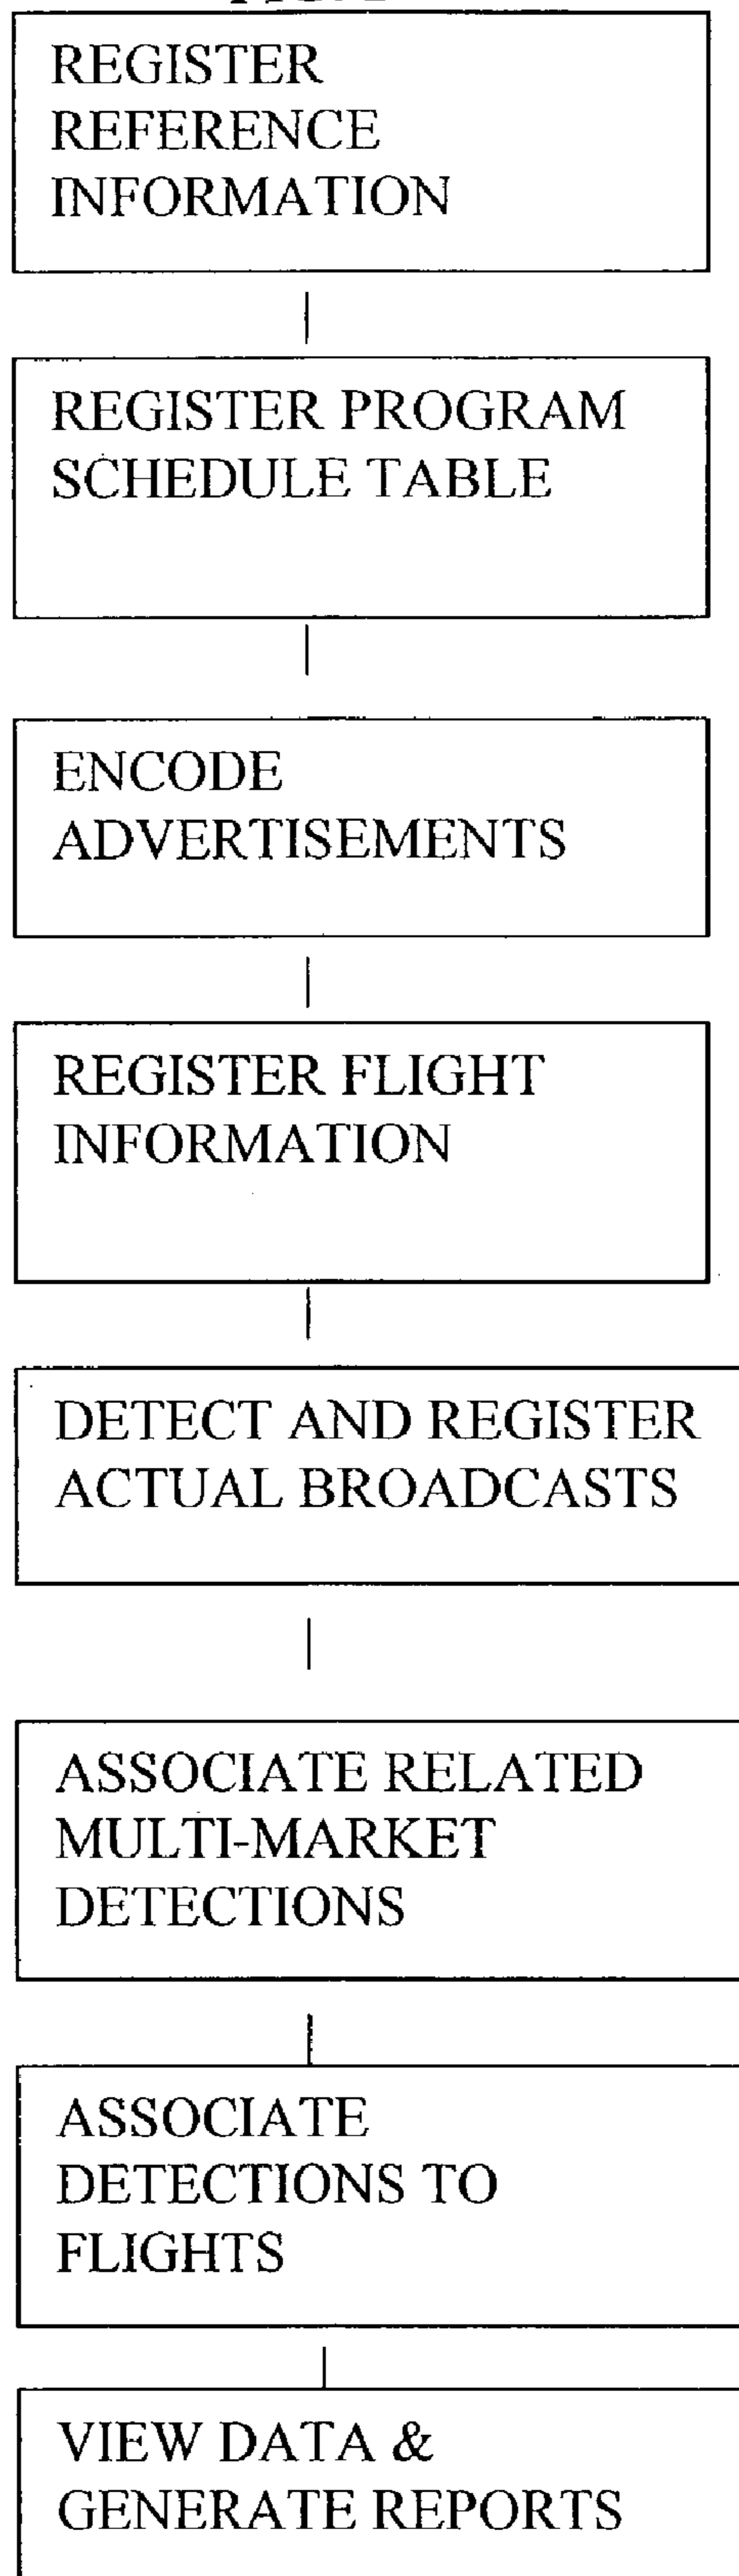 REGISTER
REFERENCE
INFORMATION
REGISTER PROGRAM
SCHEDULE TABLE
ENCODE
ADVERTISEMENTS
REGISTER FLIGHT
INFORMATION
DETECT AND REGISTER
ACTUAL BROADCASTS
ASSOCIATE RELATED
MULTI-MARKET
DETECTIONS
ASSOCIATE
DETECTIONS TO
FLIGHTS
VIEW DATA &
GENERATE REPORTS